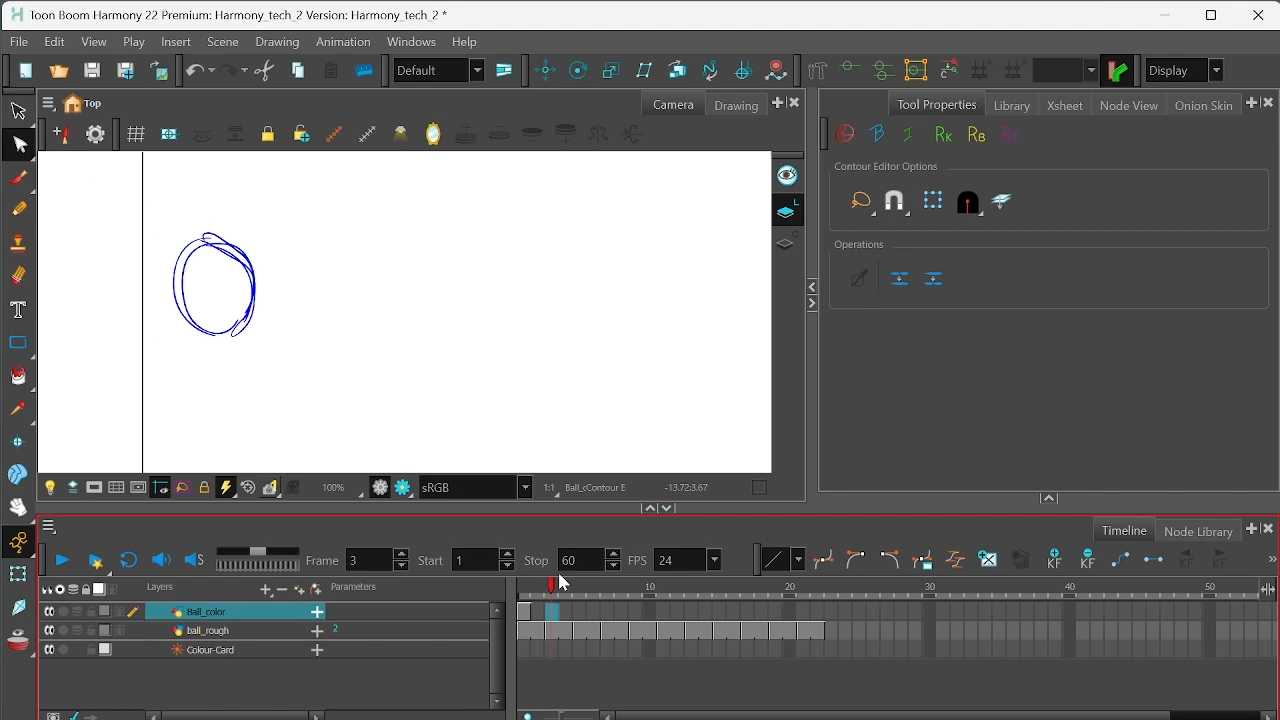 Toon Boom Harmony 22 Premium: Harmony_tech_2 Version: Harmony_tech_2 *
File Edit View Play Insert Scene Drawing Animation Windows Help
Default Display
Top Camera Drawing Tool Properties Library Xsheet Node View Onion Skin
Contour Editor Options
Operations
100% sRGB 1:1 -13.72:3.67
Timeline Node Library
Frame 3 Start 1 Stop 60 FPS 24
Layers Parameters 10 20 30 40 50
Ball_color
ball_rough 2
Colour-Card